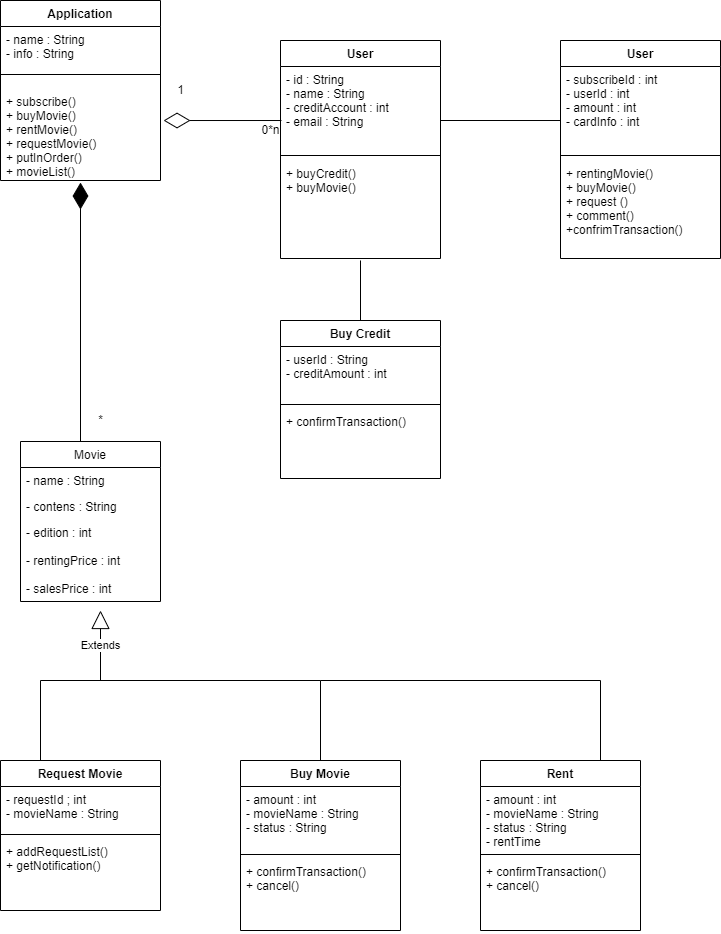 Application
- name : String
- info : String
+ subscribe()
+ buyMovie()
+ rentMovie()
+ requestMovie()
+ putInOrder()
+ movieList()
1
0*n
User
- id : String
- name : String
- creditAccount : int
- email : String
+ buyCredit()
+ buyMovie()
User
- subscribeId : int
- userId : int
- amount : int
- cardInfo : int
+ rentingMovie()
+ buyMovie()
+ request ()
+ comment()
+confrimTransaction()
Buy Credit
- userId : String
- creditAmount : int
+ confirmTransaction()
*
Movie
- name : String
- contens : String
- edition : int
- rentingPrice : int
- salesPrice : int
Extends
Request Movie
- requestId ; int
- movieName : String
+ addRequestList()
+ getNotification()
Buy Movie
- amount : int
- movieName : String
- status : String
+ confirmTransaction()
+ cancel()
Rent
- amount : int
- movieName : String
- status : String
- rentTime
+ confirmTransaction()
+ cancel()